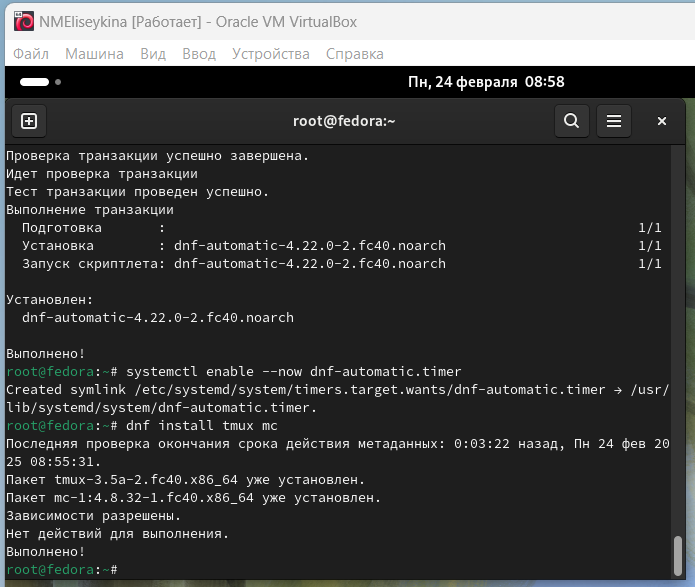 NMEliseykina [Работает] - Oracle VM VirtualBox
Файл Машина Вид Ввод Устройства Справка
Пн, 24 февраля 08:58
root@fedora:~
Проверка транзакции успешно завершена.
Идет проверка транзакции
Тест транзакции проведен успешно.
Выполнение транзакции
  Подготовка       :                                                           1/1
  Установка        : dnf-automatic-4.22.0-2.fc40.noarch                        1/1
  Запуск скриптлета: dnf-automatic-4.22.0-2.fc40.noarch                        1/1
Установлен:
  dnf-automatic-4.22.0-2.fc40.noarch
Выполнено!
root@fedora:~# systemctl enable --now dnf-automatic.timer
Created symlink /etc/systemd/system/timers.target.wants/dnf-automatic.timer → /usr/
lib/systemd/system/dnf-automatic.timer.
root@fedora:~# dnf install tmux mc
Последняя проверка окончания срока действия метаданных: 0:03:22 назад, Пн 24 фев 20
25 08:55:31.
Пакет tmux-3.5a-2.fc40.x86_64 уже установлен.
Пакет mc-1:4.8.32-1.fc40.x86_64 уже установлен.
Зависимости разрешены.
Нет действий для выполнения.
Выполнено!
root@fedora:~#